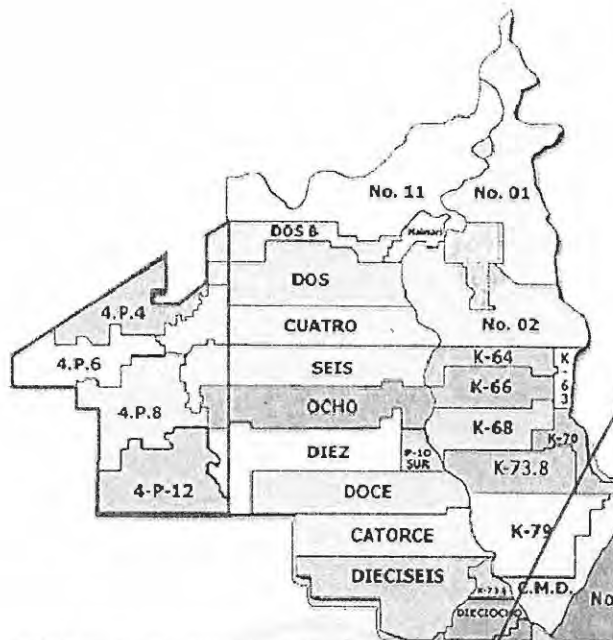 No. 11
No. 01
DOS B
DOS
4.P.4
CUATRO
No. 02
4.P.6
SEIS
K-64
K-63
K-66
4.P.8
OCHO
K-68
K-70
DIEZ
P-10
SUR
K-73.8
4-P-12
DOCE
CATORCE
K-79
DIECISEIS
C.M.D.
No
DIECIOCHO